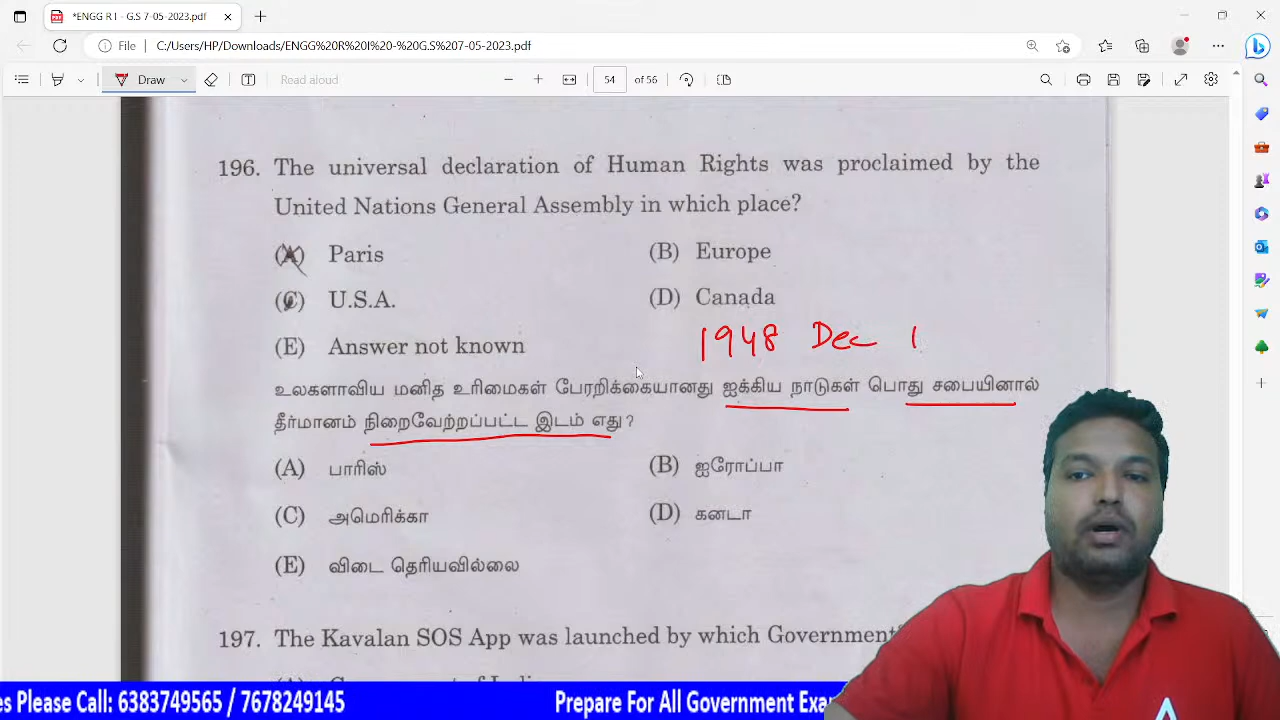 *ENGG R I - G.S 7-05-2023.pdf
File C:/Users/HP/Downloads/ENGG%20R%20I%20-%20G.S%207-05-2023.pdf
Draw
Read aloud
54 of 56
196. The universal declaration of Human Rights was proclaimed by the
United Nations General Assembly in which place?
(A) Paris (B) Europe
(C) U.S.A. (D) Canada
(E) Answer not known
1948 Dec 1
உலகளாவிய மனித உரிமைகள் பேரறிக்கையானது ஐக்கிய நாடுகள் பொது சபையினால்
தீர்மானம் நிறைவேற்றப்பட்ட இடம் எது?
(A) பாரிஸ் (B) ஐரோப்பா
(C) அமெரிக்கா (D) கனடா
(E) விடை தெரியவில்லை
197. The Kavalan SOS App was launched by which Government
es Please Call: 6383749565 / 7678249145 Prepare For All Government Exa